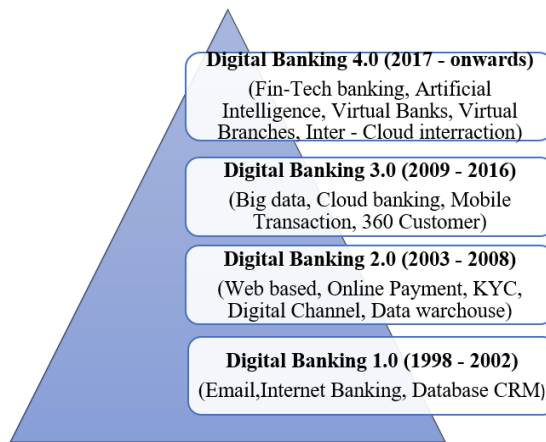 Digital Banking 4.0 (2017 - onwards)
(Fin-Tech banking, Artificial
Intelligence, Virtual Banks, Virtual
Branches, Inter - Cloud interraction)
Digital Banking 3.0 (2009 - 2016)
(Big data, Cloud banking, Mobile
Transaction, 360 Customer)
Digital Banking 2.0 (2003 - 2008)
(Web based, Online Payment, KYC,
Digital Channel, Data warehouse)
Digital Banking 1.0 (1998 - 2002)
(Email,Internet Banking, Database CRM)